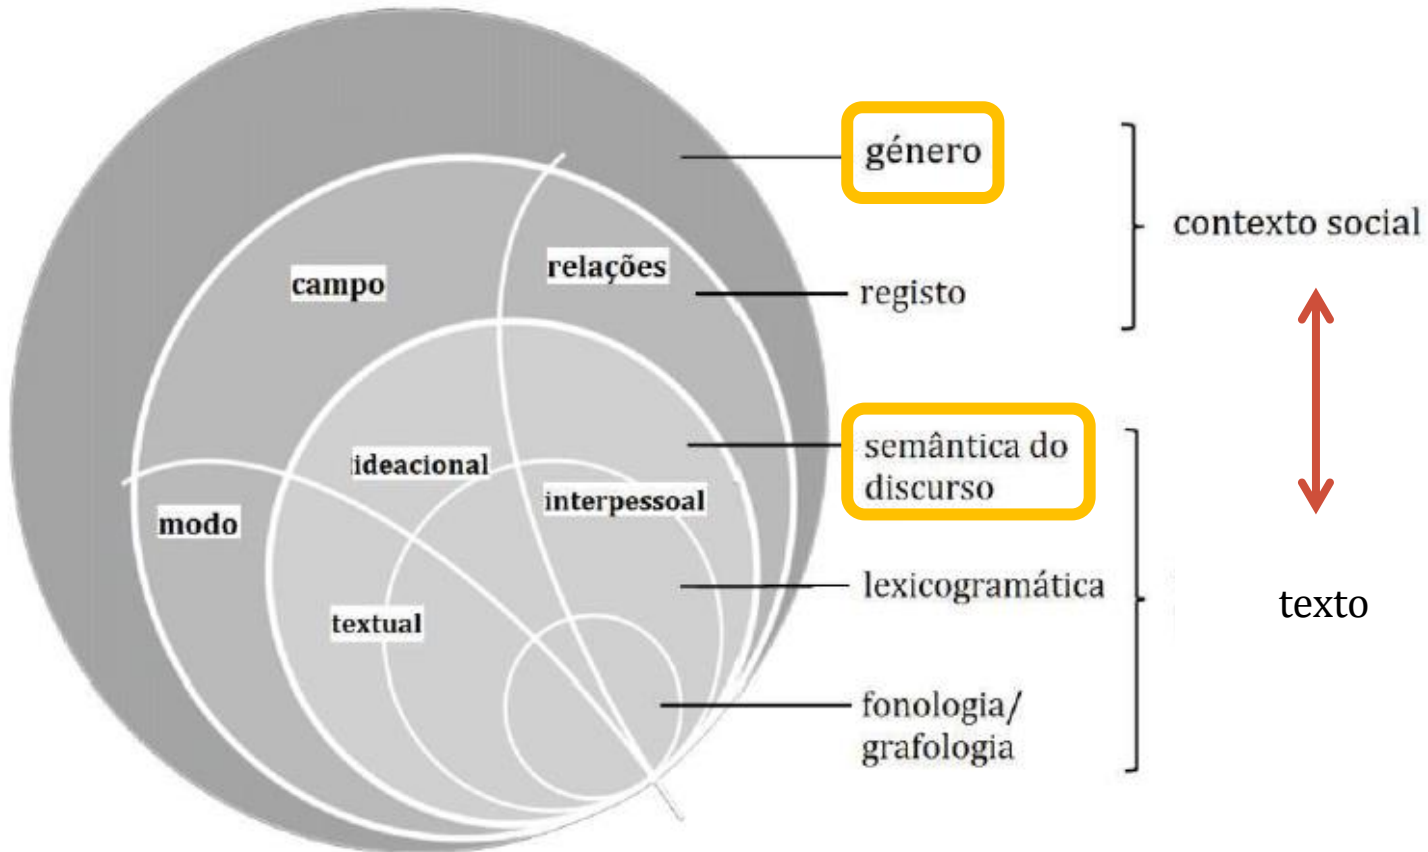 género
contexto social
relações
campo
registo
semântica do
discurso
ideacional
interpessoal
modo
lexicogramática
texto
textual
fonologia/
grafologia